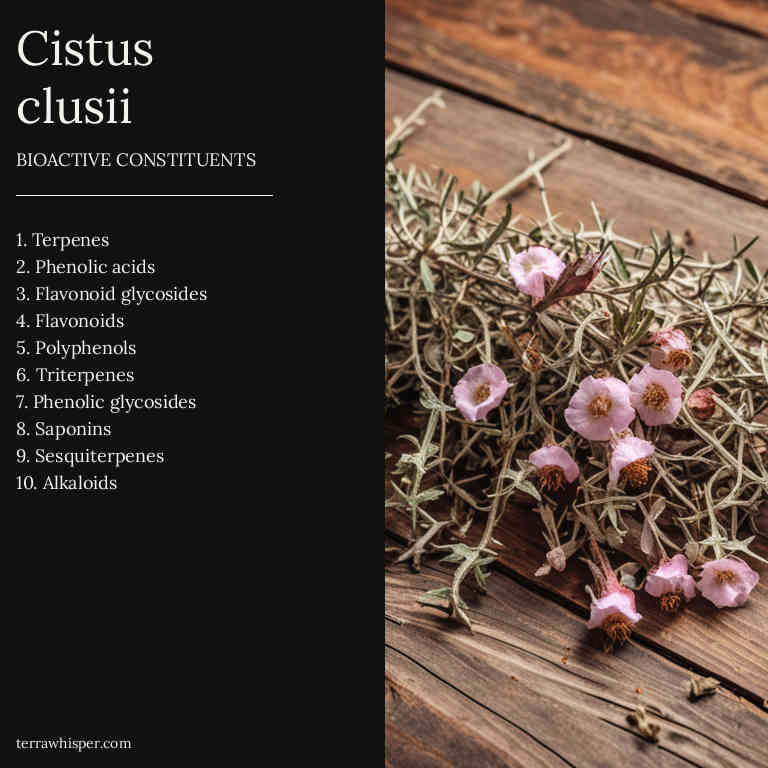 Cistus
clusii
BIOACTIVE CONSTITUENTS
1. Terpenes
2. Phenolic acids
3. Flavonoid glycosides
4. Flavonoids
5. Polyphenols
6. Triterpenes
7. Phenolic glycosides
8. Saponins
9. Sesquiterpenes
10. Alkaloids
terrawhisper.com